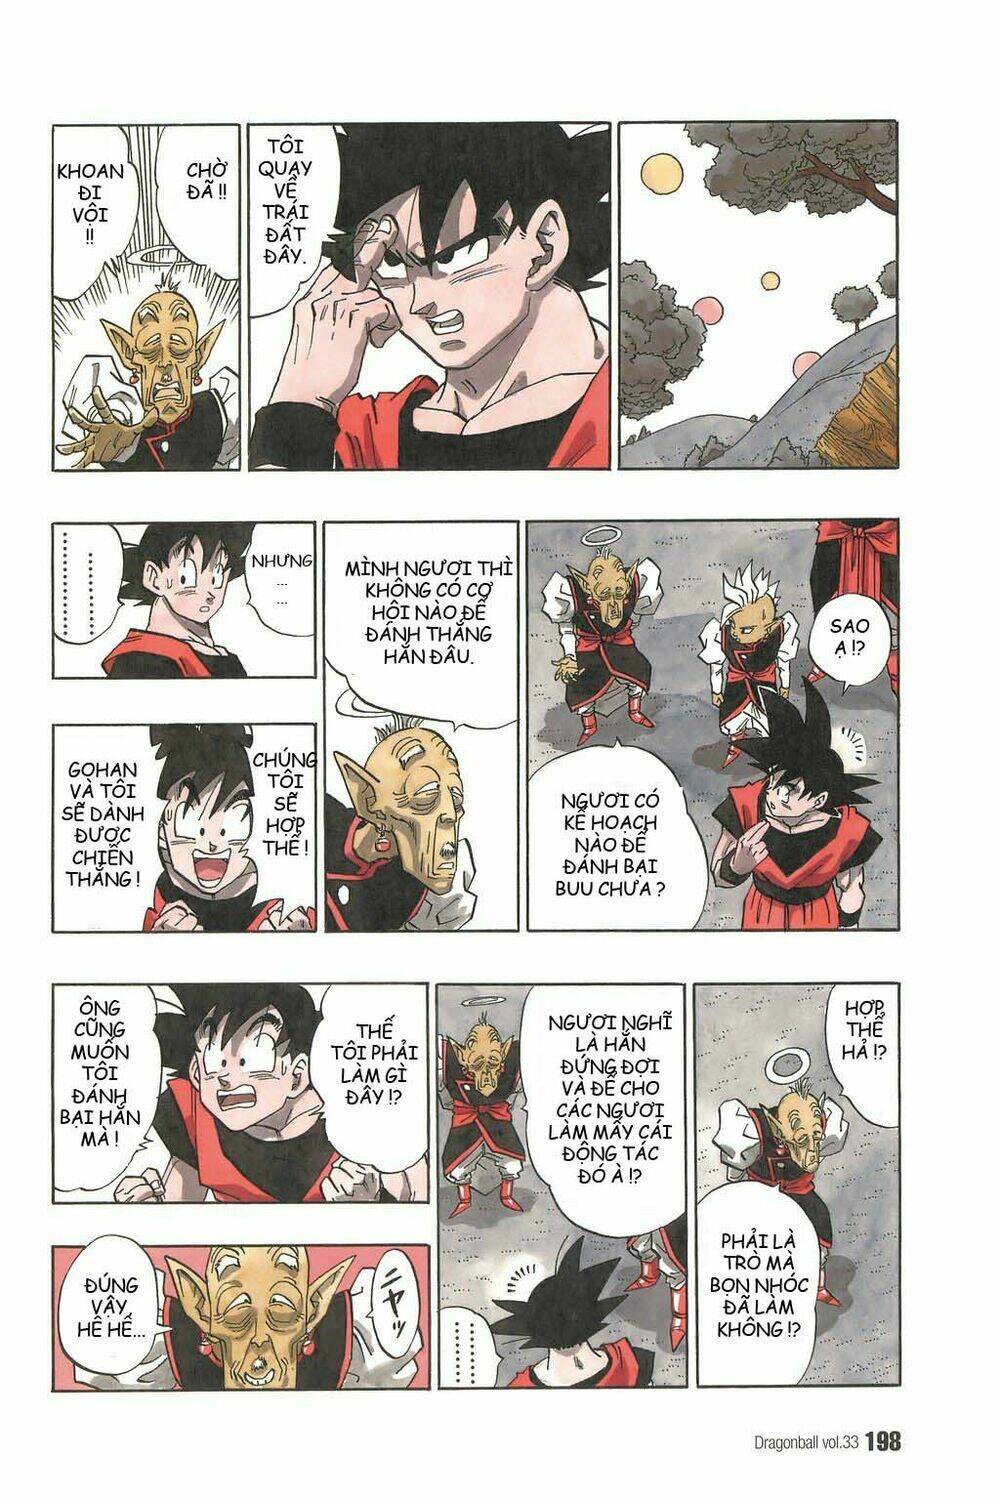 TÔI
QUAY
VỀ
TRÁI
ĐẤT
ĐÂY.
CHỜ
ĐÃ !!
KHOAN
ĐI
VỘI
!!
SAO
Ạ !?
NGƯƠI CÓ
KẾ HOẠCH
NÀO ĐỂ
ĐÁNH BẠI
BUU CHƯA ?
MÌNH NGƯƠI THÌ
KHÔNG CÓ CƠ
HỘI NÀO ĐỂ
ĐÁNH THẮNG
HẮN ĐÂU.
NHƯNG
...
...
CHÚNG
TÔI
SẼ
HỢP
THỂ !
GOHAN
VÀ TÔI
SẼ DÀNH
ĐƯỢC
CHIẾN
THẮNG !
HỢP
THỂ
HẢ !?
PHẢI LÀ
TRÒ MÀ
BỌN NHÓC
ĐÃ LÀM
KHÔNG !?
NGƯƠI NGHĨ
LÀ HẮN
ĐỨNG ĐỢI
VÀ ĐỂ CHO
CÁC NGƯƠI
LÀM MẤY CÁI
ĐỘNG TÁC
ĐÓ À !?
THẾ
TÔI PHẢI
LÀM GÌ
ĐÂY !?
ÔNG
CŨNG
MUỐN
TÔI
ĐÁNH
BẠI HẮN
MÀ !
ニヤッ
ĐÚNG
VẬY
HÊ HẾ...
Dragonball vol.33 198